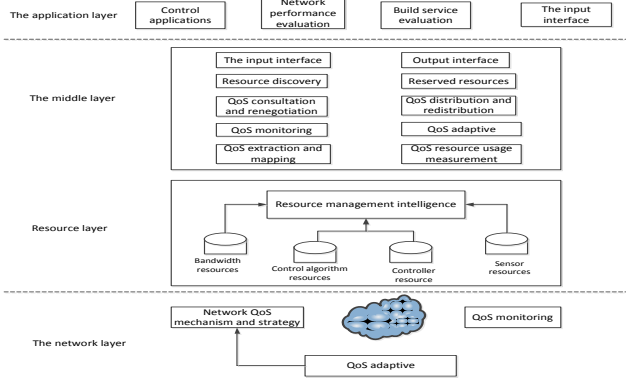 The application layer
Control
applications
Network
performance
evaluation
Build service
evaluation
The input
interface
The middle layer
The input interface
Output interface
Resource discovery
Reserved resources
QoS consultation
and renegotiation
QoS distribution and
redistribution
QoS monitoring
QoS adaptive
QoS extraction and
mapping
QoS resource usage
measurement
Resource layer
Resource management intelligence
Bandwidth
resources
Control algorithm
resources
Controller
resource
Sensor
resources
The network layer
Network QoS
mechanism and strategy
QoS monitoring
QoS adaptive